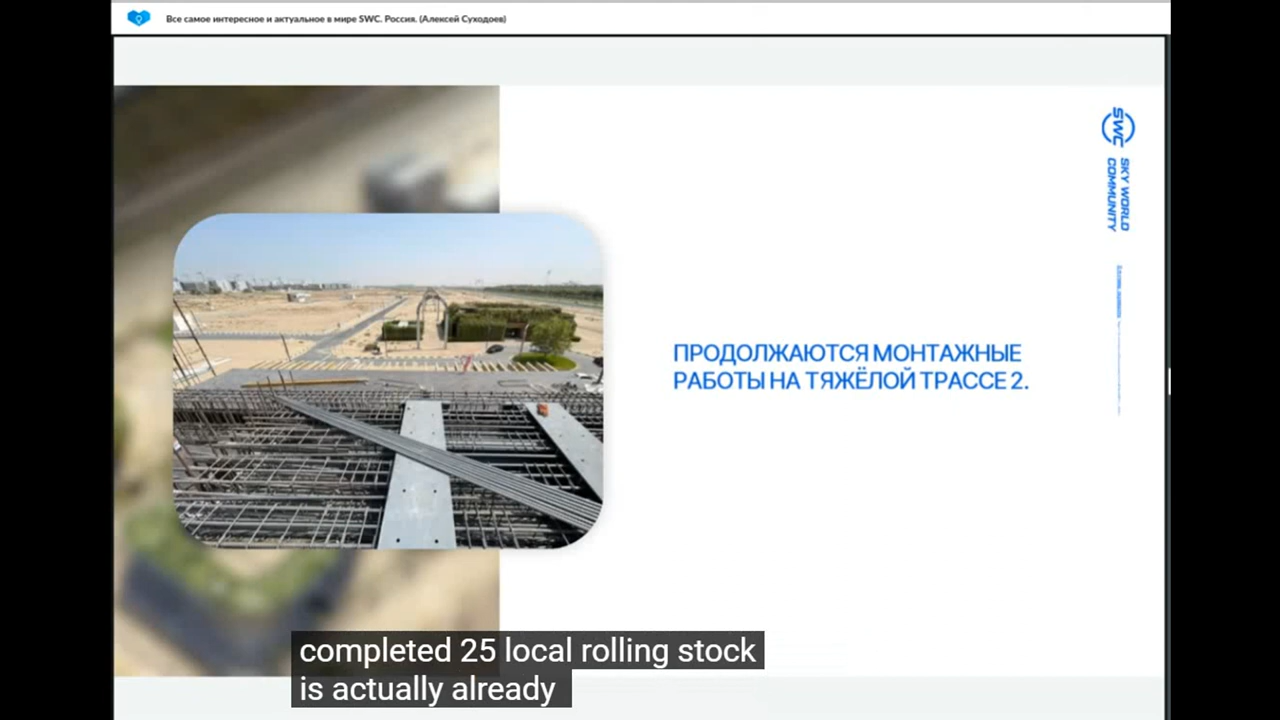 Все самое интересное и актуальное в мире SWC. Россия. (Алексей Суходоев)
SWC
SKY WORLD
COMMUNITY
ПРОДОЛЖАЮТСЯ МОНТАЖНЫЕ
РАБОТЫ НА ТЯЖЁЛОЙ ТРАССЕ 2.
completed 25 local rolling stock
is actually already